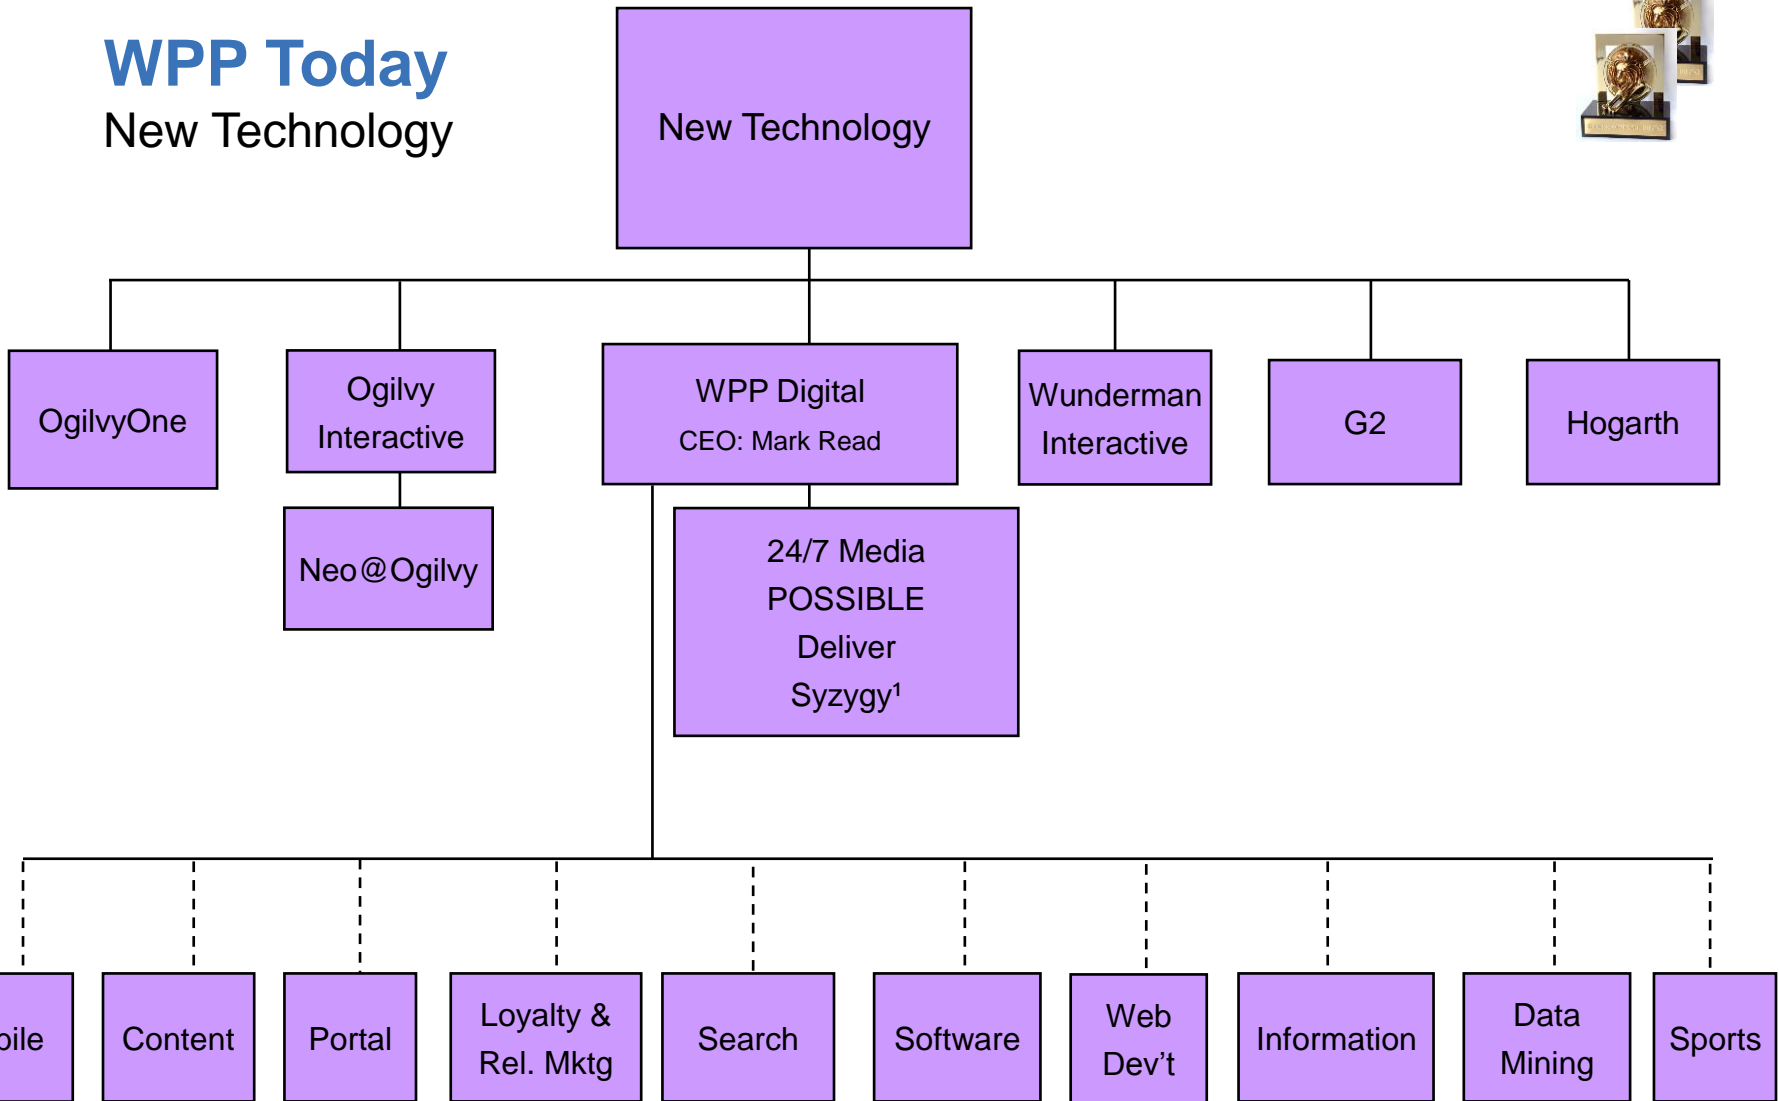 WPP Today
New Technology
New Technology
OgilvyOne
Ogilvy
Interactive
WPP Digital
CEO: Mark Read
Wunderman
Interactive
G2
Hogarth
Neo@Ogilvy
24/7 Media
POSSIBLE
Deliver
Syzygy¹
Content
Portal
Loyalty &
Rel. Mktg
Search
Software
Web
Dev’t
Information
Data
Mining
Sports